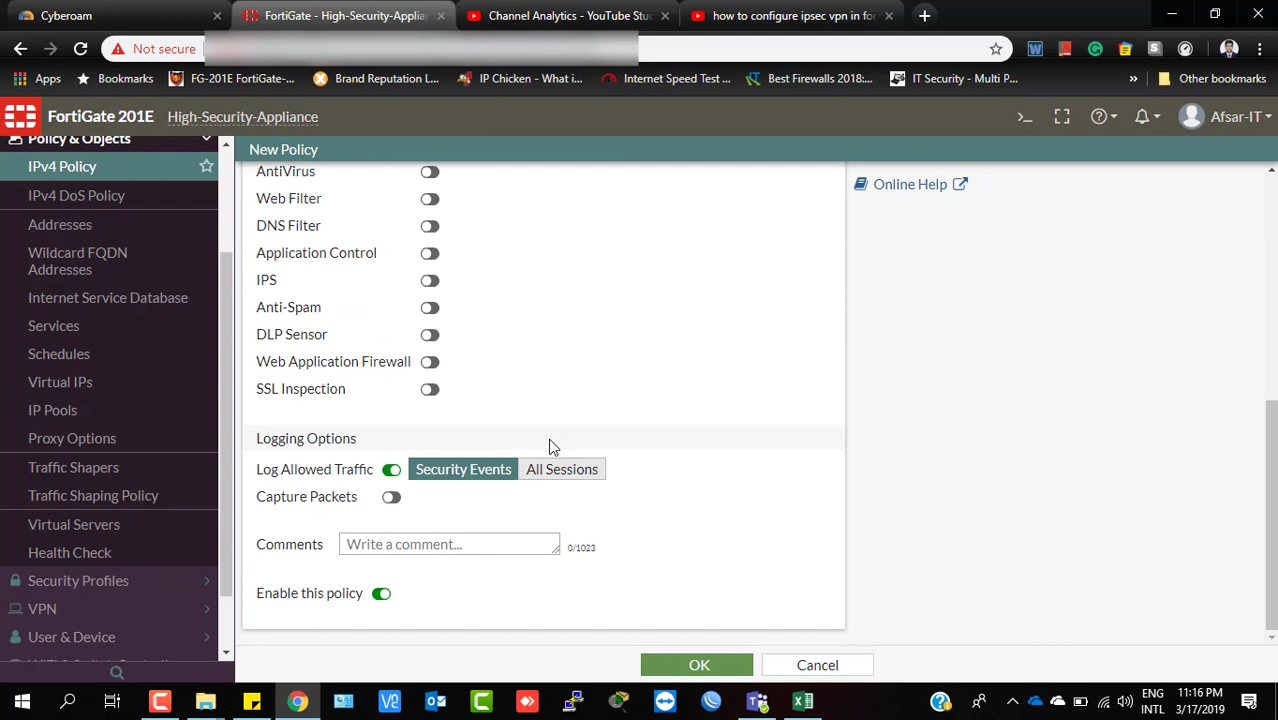 Cyberoam
FortiGate - High-Security-Applian
Channel Analytics - YouTube Stud
how to configure ipsec vpn in for
Not secure
Apps
Bookmarks
FG-201E FortiGate-...
Brand Reputation L...
IP Chicken - What i...
Internet Speed Test ...
Best Firewalls 2018:...
IT Security - Multi P...
»
Other bookmarks
FortiGate 201E
High-Security-Appliance
Afsar-IT
Policy & Objects
IPv4 Policy
IPv4 DoS Policy
Addresses
Wildcard FQDN
Addresses
Internet Service Database
Services
Schedules
Virtual IPs
IP Pools
Proxy Options
Traffic Shapers
Traffic Shaping Policy
Virtual Servers
Health Check
Security Profiles
VPN
User & Device
New Policy
AntiVirus
Web Filter
DNS Filter
Application Control
IPS
Anti-Spam
DLP Sensor
Web Application Firewall
SSL Inspection
Logging Options
Log Allowed Traffic
Security Events
All Sessions
Capture Packets
Comments
Write a comment...
0/1023
Enable this policy
OK
Cancel
Online Help
ENG
INTL
11:16 PM
3/17/2019